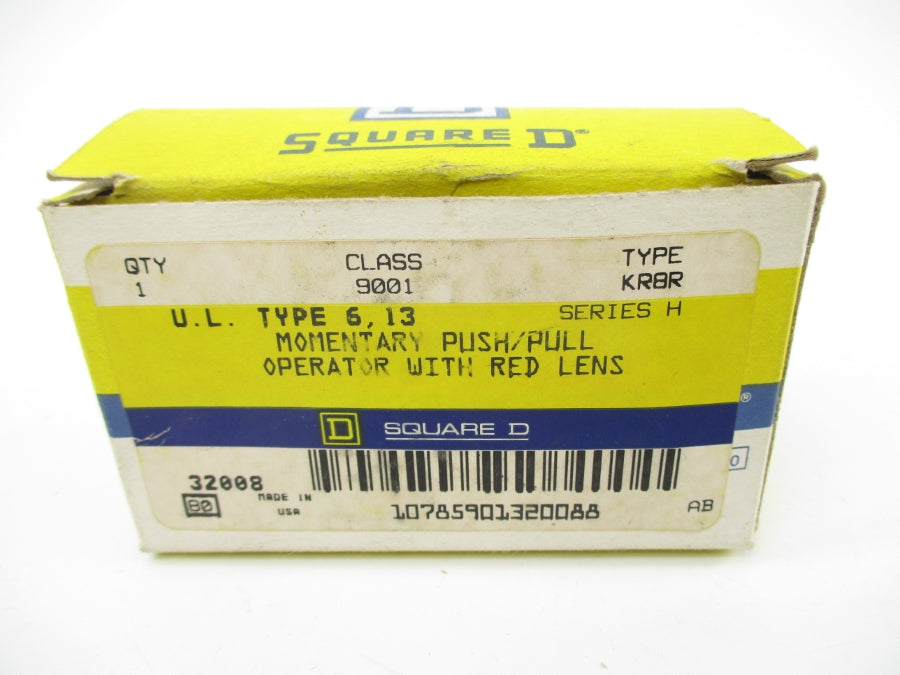 SQUARE D®
QTY CLASS TYPE
1 9001 KR8R
U.L. TYPE 6,13 SERIES H
MOMENTARY PUSH/PULL
OPERATOR WITH RED LENS
D SQUARE D
®
32008
80 MADE IN USA
10785901320088
AB